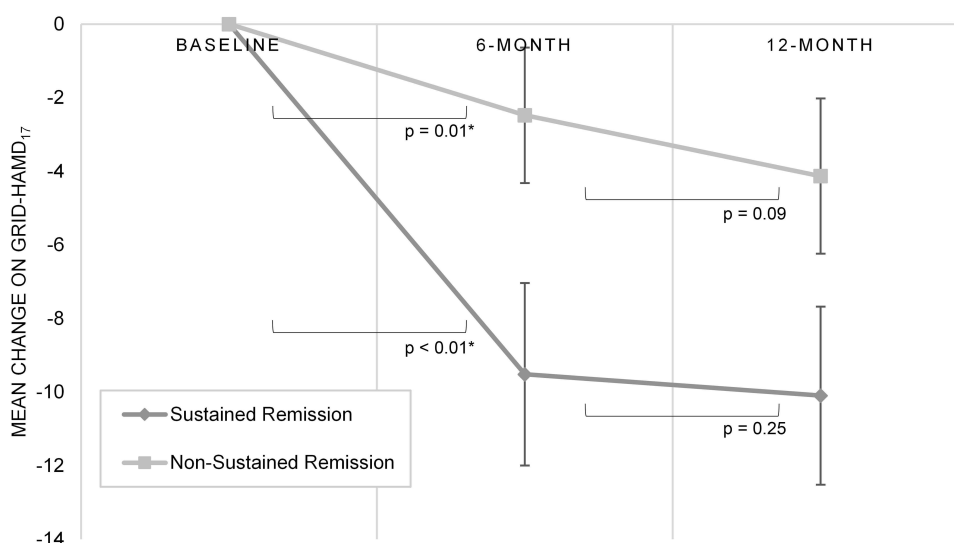 0
BASELINE
6-MONTH
12-MONTH
-2
p = 0.01*
-4
p = 0.09
-6
-8
p < 0.01*
-10
p = 0.25
-12
-14
MEAN CHANGE ON GRID-HAMD17
Sustained Remission
Non-Sustained Remission